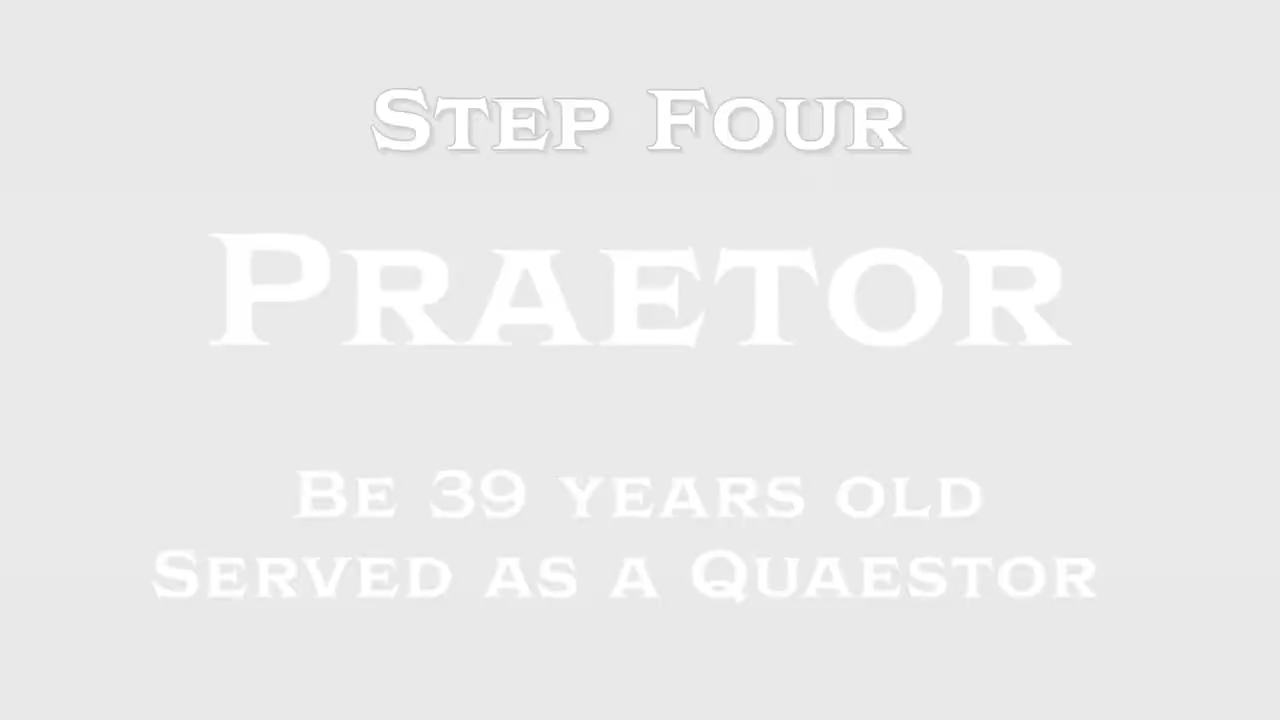 Step Four
Praetor
Be 39 years old
Served as a Quaestor